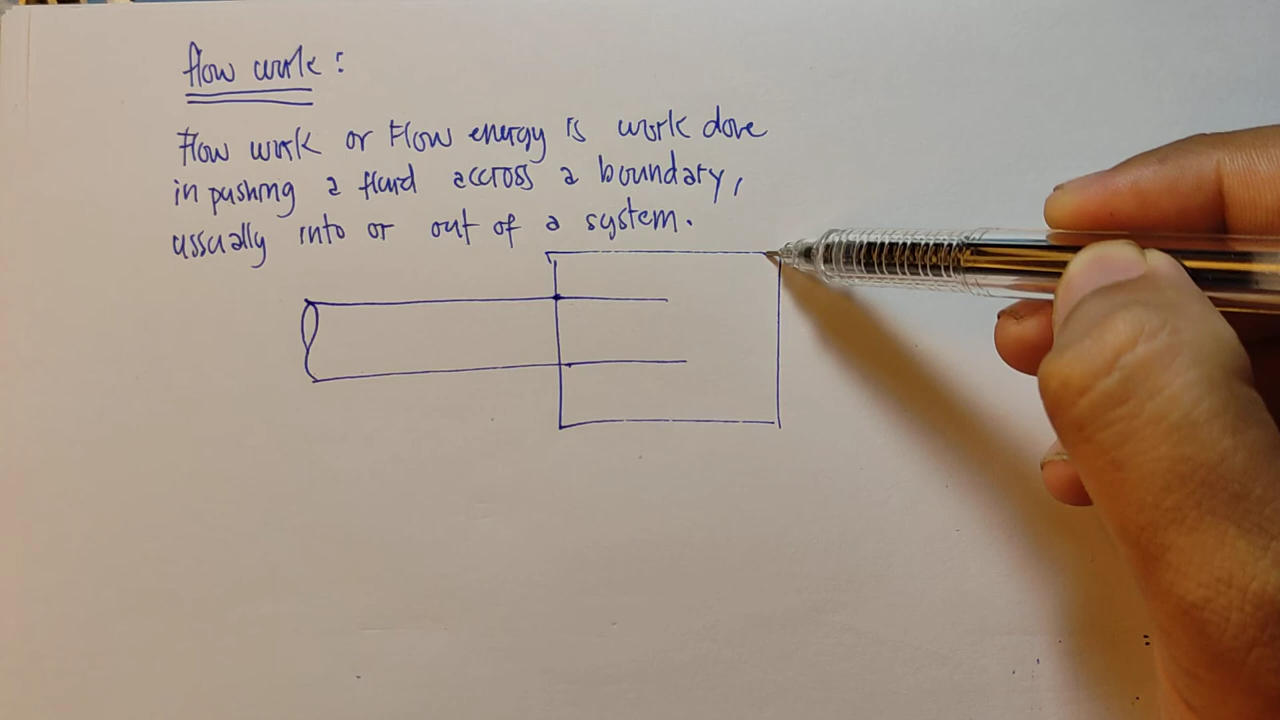 flow work:
Flow work or Flow energy is work done
in pushing a fluid accross a boundary,
ussually into or out of a system.